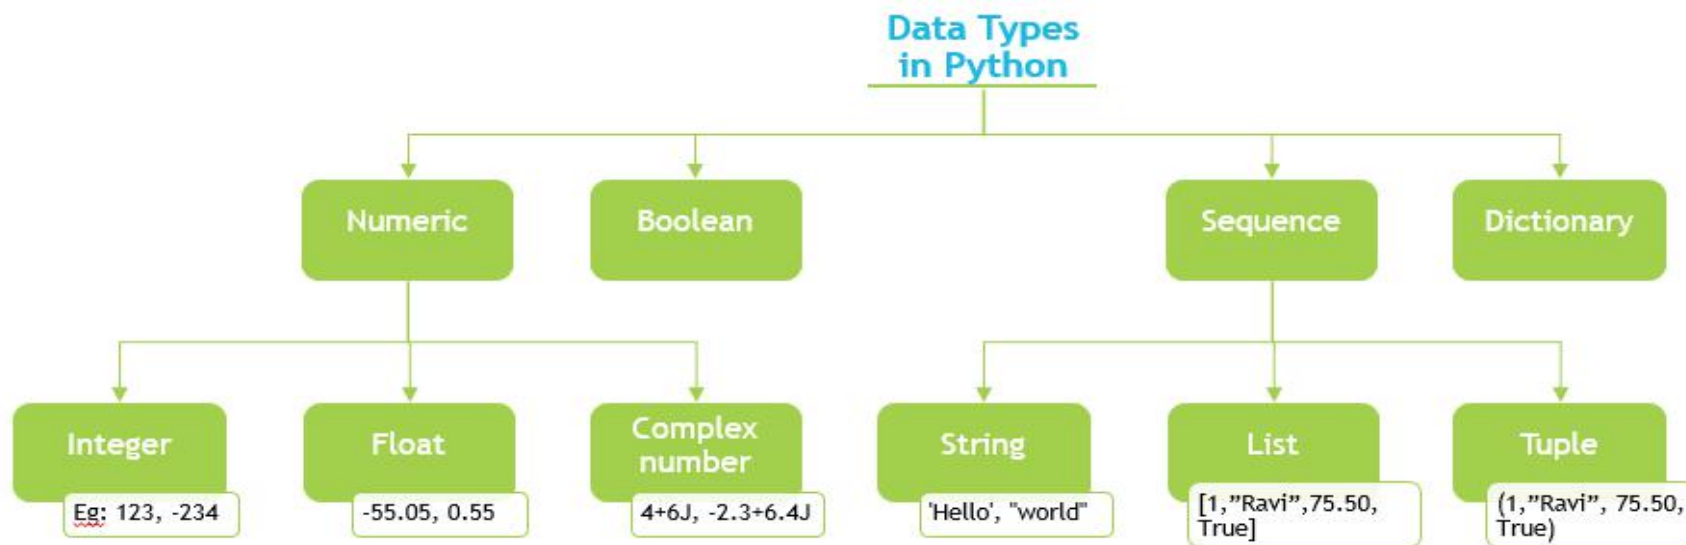 Data Types
in Python
Numeric
Boolean
Sequence
Dictionary
Integer
Float
Complex
number
String
List
Tuple
Eg: 123, -234
-55.05, 0.55
4+6J, -2.3+6.4J
'Hello', "world"
[1,”Ravi”,75.50,
True]
(1,”Ravi”, 75.50,
True)